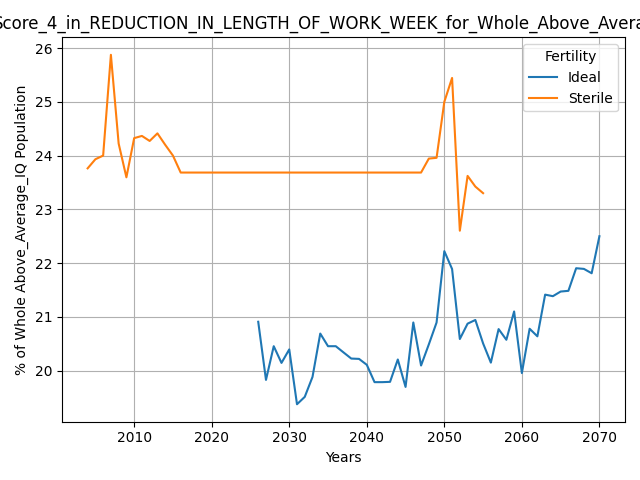 Score_4_in_REDUCTION_IN_LENGTH_OF_WORK_WEEK_for_Whole_Above_Avera
26
25
24
23
22
21
20
% of Whole Above_Average_IQ Population
Fertility
Ideal
Sterile
2010 2020 2030 2040 2050 2060 2070
Years